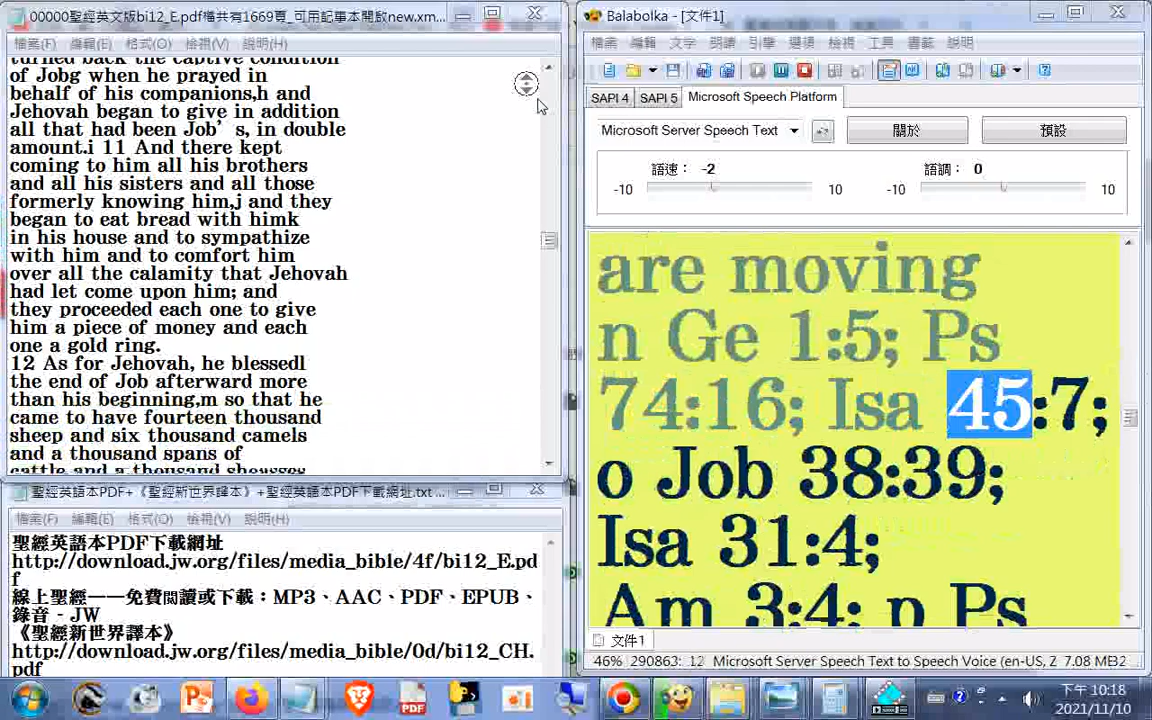 00000聖經英文版bi12_E.pdf檔共有1669頁_可用記事本開啟new.xm...
檔案(F) 編輯(E) 格式(O) 檢視(V) 說明(H)
turned back the captive condition
of Jobg when he prayed in
behalf of his companions,h and
Jehovah began to give in addition
all that had been Job’s, in double
amount.i 11 And there kept
coming to him all his brothers
and all his sisters and all those
formerly knowing him,j and they
began to eat bread with himk
in his house and to sympathize
with him and to comfort him
over all the calamity that Jehovah
had let come upon him; and
they proceeded each one to give
him a piece of money and each
one a gold ring.
12 As for Jehovah, he blessedl
the end of Job afterward more
than his beginning,m so that he
came to have fourteen thousand
sheep and six thousand camels
and a thousand spans of
cattle and a thousand sheasses
聖經英語本PDF+《聖經新世界譯本》+聖經英語本PDF下載網址.txt ...
檔案(F) 編輯(E) 格式(O) 檢視(V) 說明(H)
聖經英語本PDF下載網址
http://download.jw.org/files/media_bible/4f/bi12_E.pd
f
線上聖經——免費閱讀或下載：MP3、AAC、PDF、EPUB、
錄音 - JW
《聖經新世界譯本》
http://download.jw.org/files/media_bible/0d/bi12_CH.
pdf
Balabolka - [文件1]
檔案 編輯 文字 朗讀 引擎 選項 檢視 工具 書籤 說明
SAPI 4 SAPI 5 Microsoft Speech Platform
Microsoft Server Speech Text 關於 預設
語速： -2 語調： 0
-10 10 -10 10
are moving
n Ge 1:5; Ps
74:16; Isa 45:7;
o Job 38:39;
Isa 31:4;
Am 3:4; p Ps
文件1
46% 290863: 12 Microsoft Server Speech Text to Speech Voice (en-US, Z 7.08 MB2
下午 10:18
2021/11/10